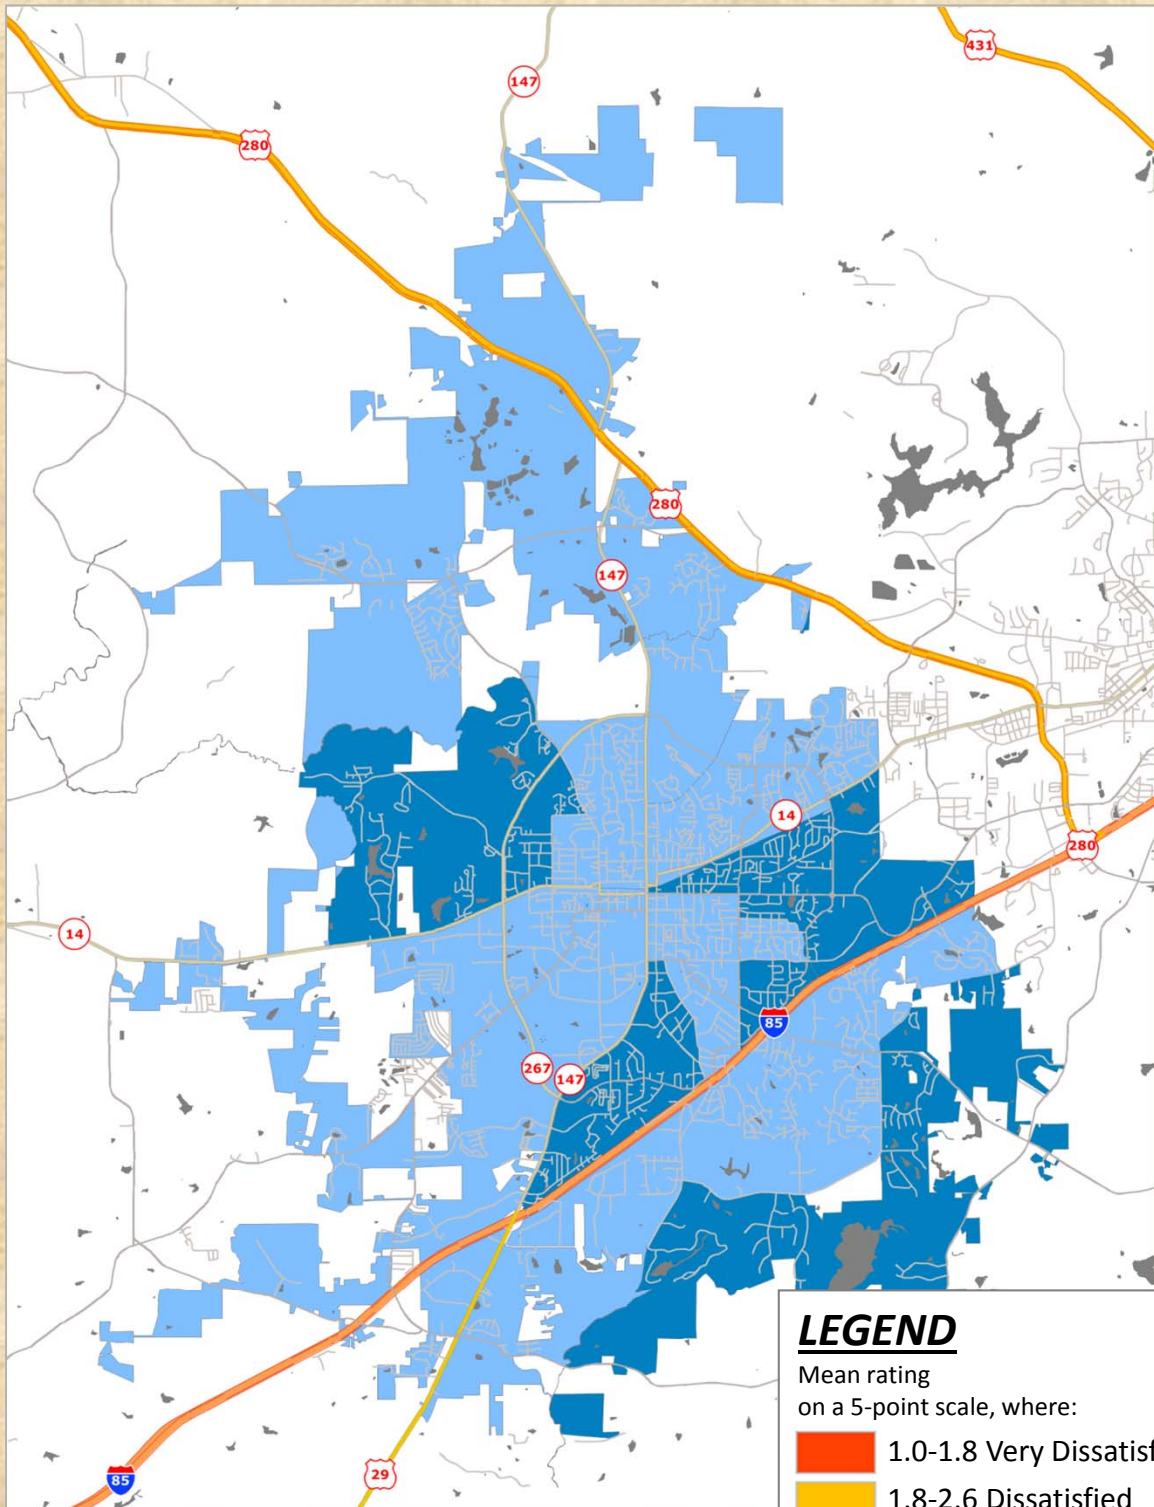 147
431
280
280
147
14
280
14
85
267
147
LEGEND
Mean rating
on a 5-point scale, where:
1.0-1.8 Very Dissatisf
1.8-2.6 Dissatisfied
29
85